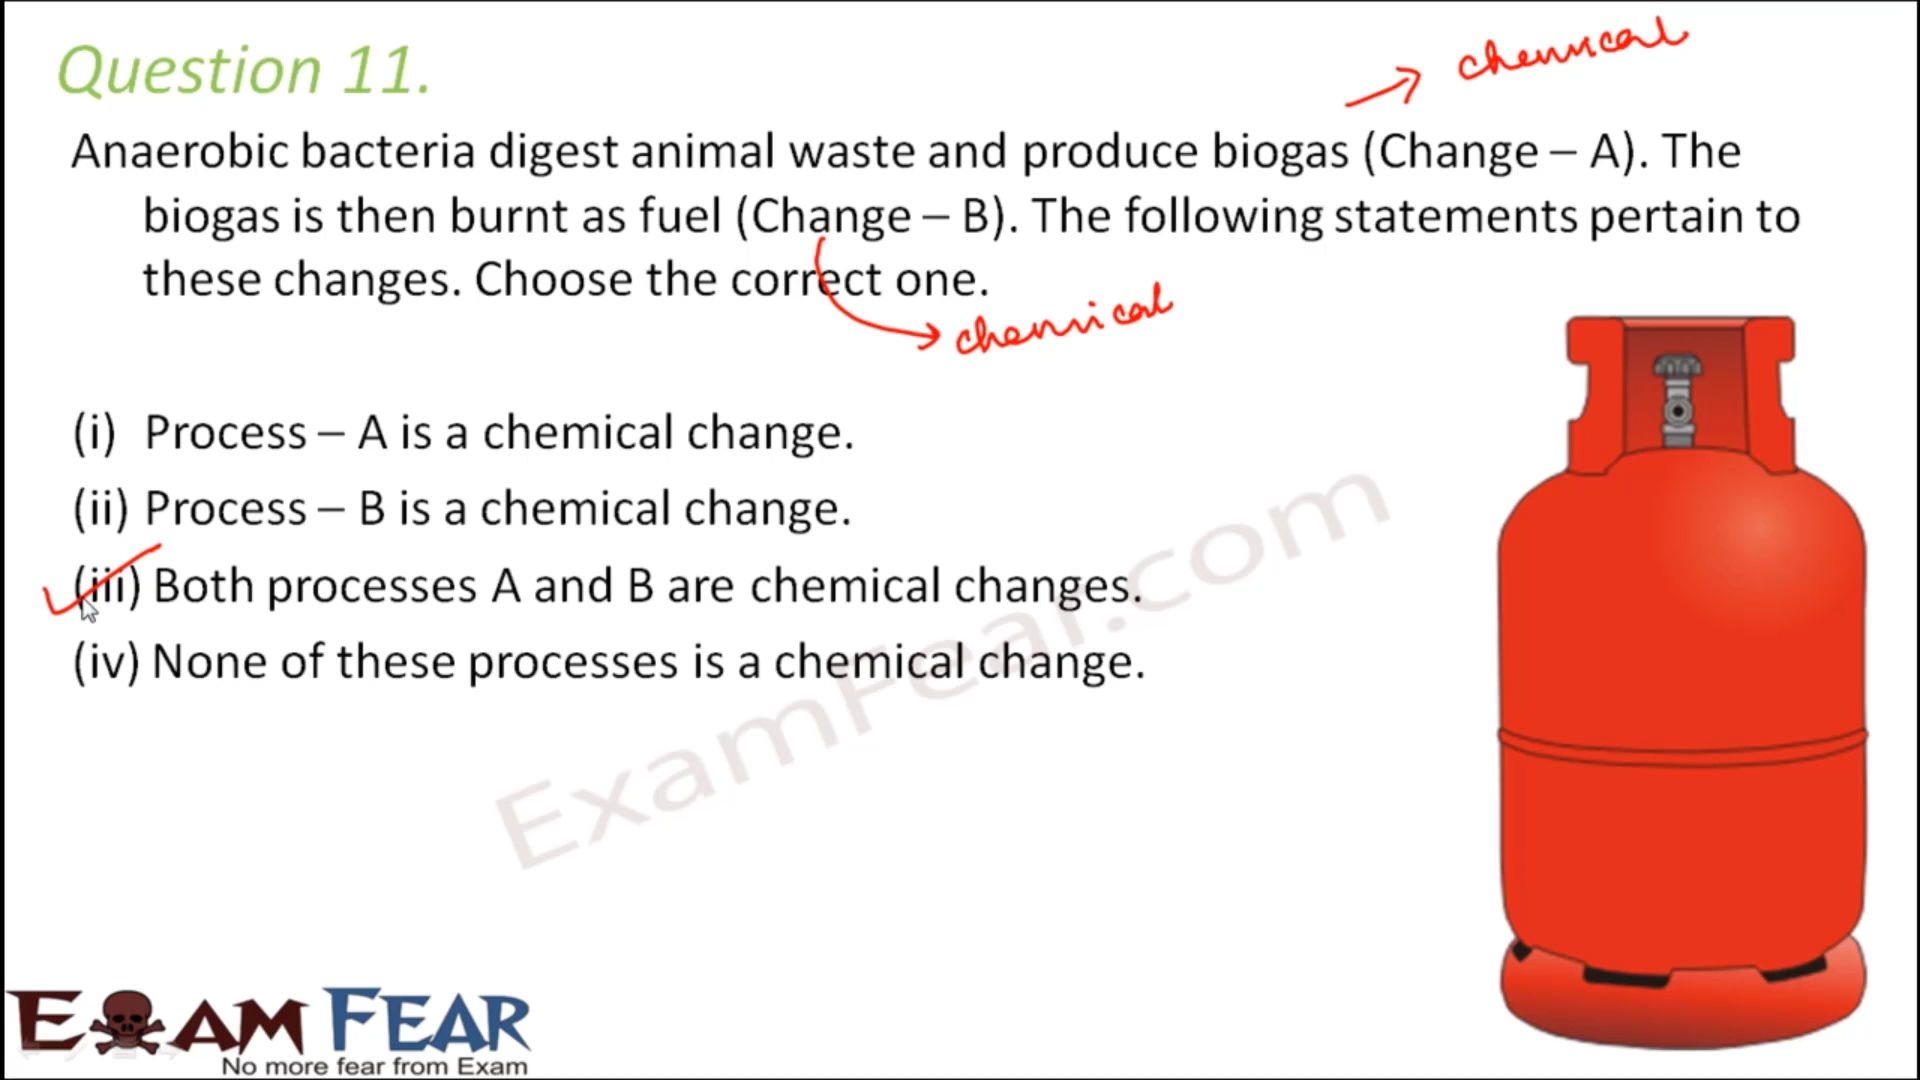 Question 11.
chemical
Anaerobic bacteria digest animal waste and produce biogas (Change – A). The
biogas is then burnt as fuel (Change – B). The following statements pertain to
these changes. Choose the correct one.
chemical
(i) Process – A is a chemical change.
(ii) Process – B is a chemical change.
(iii) Both processes A and B are chemical changes.
(iv) None of these processes is a chemical change.
ExamFear.com
EXAM FEAR
No more fear from Exam